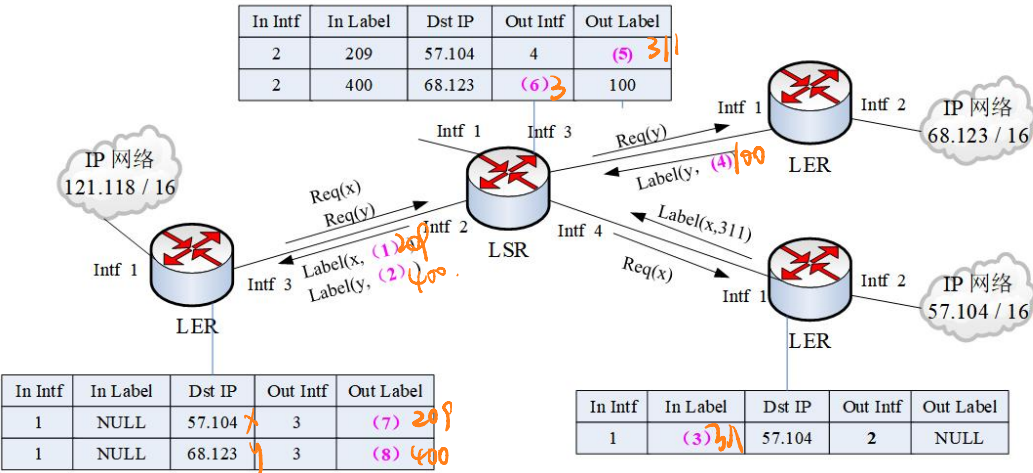 In Intf In Label Dst IP Out Intf Out Label
2 209 57.104 4 (5) 311
2 400 68.123 (6) 3 100
Intf 1 Intf 3
Intf 1 Intf 2
IP 网络
68.123 / 16
LER
Req(y)
Label(y, (4) 100
IP 网络
121.118 / 16
Req(x)
Req(y)
Intf 2
LSR
Label(x, (1) 209
Label(y, (2) 400
Intf 4
Label(x,311)
Req(x)
Intf 1 Intf 3
LER
Intf 1 Intf 2
IP 网络
57.104 / 16
LER
In Intf In Label Dst IP Out Intf Out Label
1 NULL 57.104 x 3 (7) 209
1 NULL 68.123 y 3 (8) 400
In Intf In Label Dst IP Out Intf Out Label
1 (3) 311 57.104 2 NULL